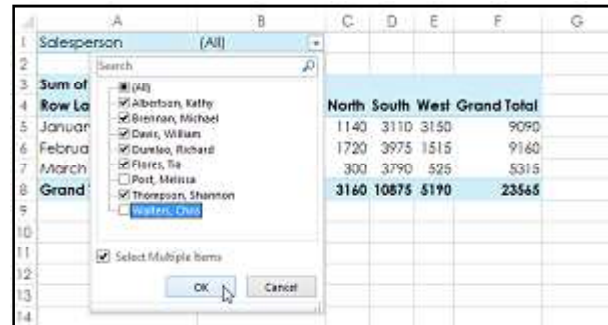 A B C D E F G
1 Salesperson (All)
2 Search
3 Sum of
(All)
4 Row La Albertson, Kathy North South West Grand Total
Brennan, Michael
5 Januar Davis, William 1140 3110 3150 9090
6 Februa Dumlao, Richard 1720 3975 1515 9160
7 March Flores, Tia 300 3790 525 5315
Post, Melissa
8 Grand Thompson, Shannon 3160 10875 5190 23565
9 Walters, Chris
10
11 Select Multiple Items
12
13 OK Cancel
14